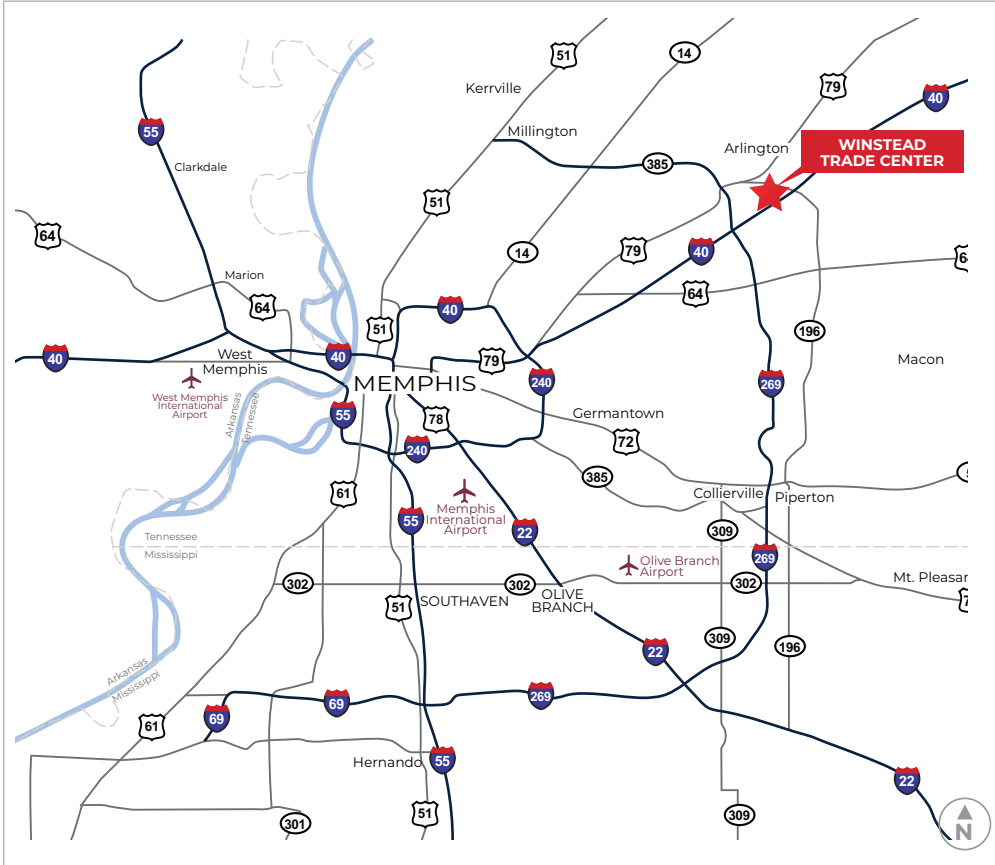 51
14
Kerrville
79
40
55
Millington
Arlington
WINSTEAD
TRADE CENTER
385
Clarkdale
51
64
14
79
40
64
Marion
64
40
51
196
40
40
West
Memphis
79
Macon
MEMPHIS
240
269
West Memphis
International
Airport
Arkansas
Tennessee
55
78
Germantown
72
240
385
61
Memphis
International
Airport
Collierville
Piperton
55
22
309
Tennessee
Mississippi
269
Olive Branch
Airport
302
302
302
Mt. Pleasan
51
SOUTHAVEN
OLIVE
BRANCH
309
196
22
Arkansas
Mississippi
269
69
69
61
Hernando
55
22
51
301
309
N